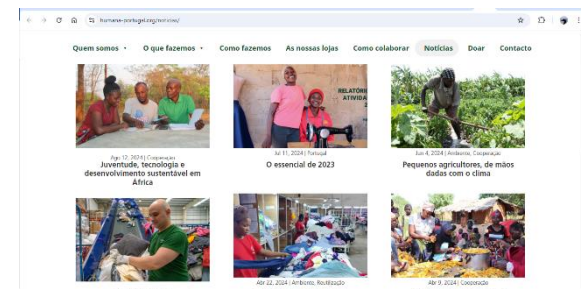 humana-portugal.org/noticias/
Quem somos
O que fazemos
Como fazemos
As nossas lojas
Como colaborar
Notícias
Doar
Contacto
RELATÓRIO
ATIVIDA
Ago 12, 2024 | Cooperação
Juventude, tecnologia e
desenvolvimento sustentável em
África
Jul 11, 2024 | Portugal
O essencial de 2023
Jun 4, 2024 | Ambiente, Cooperação
Pequenos agricultores, de mãos
dadas com o clima
Abr 22, 2024 | Ambiente, Reutilização
Abr 9, 2024 | Cooperação